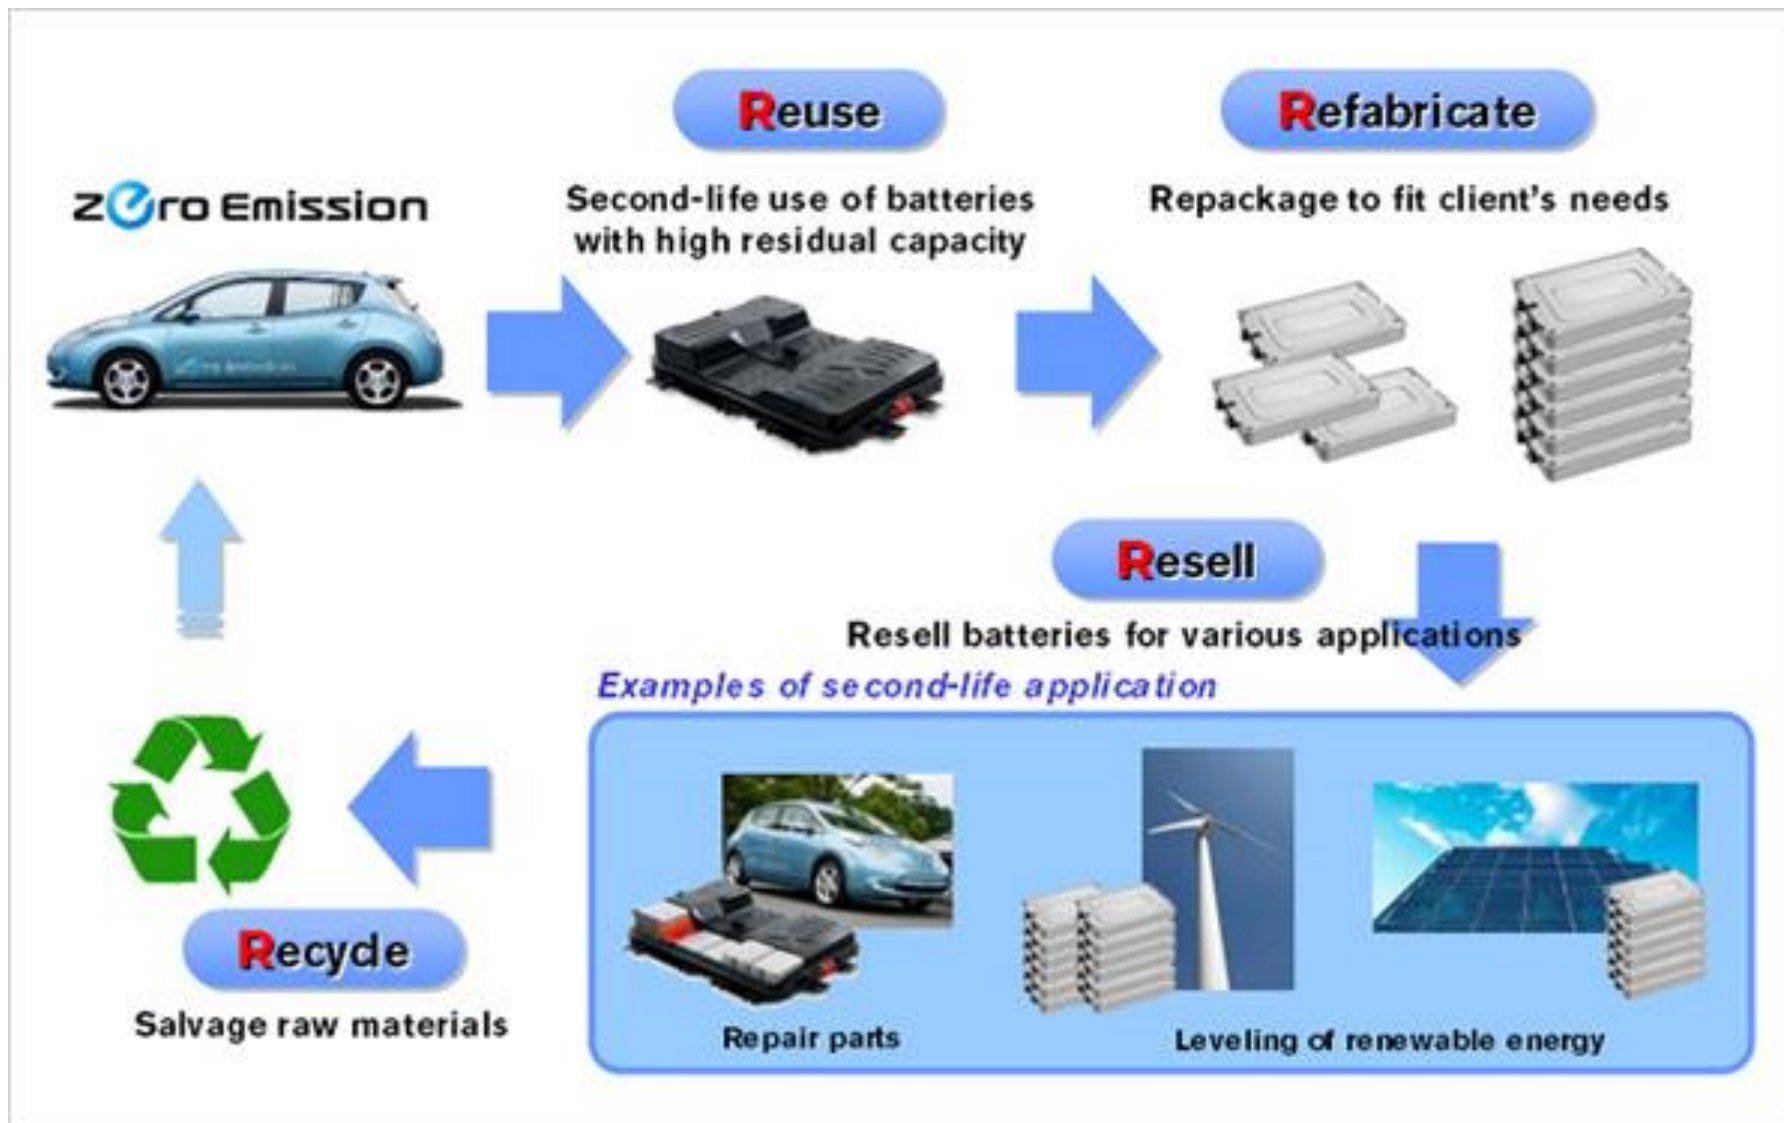 zero Emission
Reuse
Second-life use of batteries
with high residual capacity
Refabricate
Repackage to fit client's needs
Resell
Resell batteries for various applications
Examples of second-life application
Repair parts
Leveling of renewable energy
Recycle
Salvage raw materials